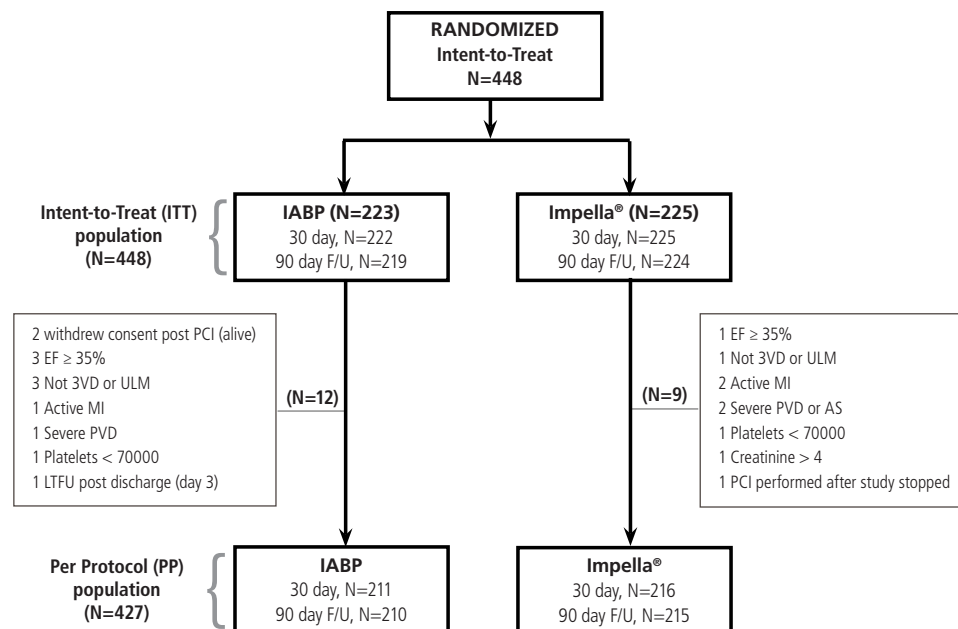 RANDOMIZED
Intent-to-Treat
N=448
Intent-to-Treat (ITT)
population
(N=448)
IABP (N=223)
30 day, N=222
90 day F/U, N=219
Impella® (N=225)
30 day, N=225
90 day F/U, N=224
2 withdrew consent post PCI (alive)
3 EF ≥ 35%
3 Not 3VD or ULM
1 Active MI
1 Severe PVD
1 Platelets < 70000
1 LTFU post discharge (day 3)
(N=12)
(N=9)
1 EF ≥ 35%
1 Not 3VD or ULM
2 Active MI
2 Severe PVD or AS
1 Platelets < 70000
1 Creatinine > 4
1 PCI performed after study stopped
Per Protocol (PP)
population
(N=427)
IABP
30 day, N=211
90 day F/U, N=210
Impella®
30 day, N=216
90 day F/U, N=215